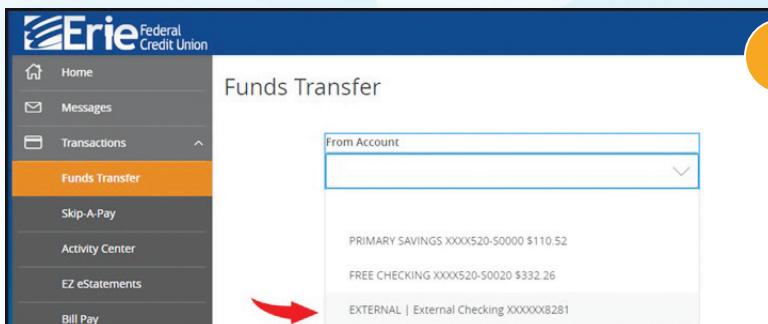 Erie Federal
Credit Union
Home
Messages
Transactions
Funds Transfer
Skip-A-Pay
Activity Center
EZ eStatements
Bill Pay
Funds Transfer
From Account
PRIMARY SAVINGS XXXX520-S0000 $110.52
FREE CHECKING XXXX520-S0020 $332.26
EXTERNAL | External Checking XXXXXX8281